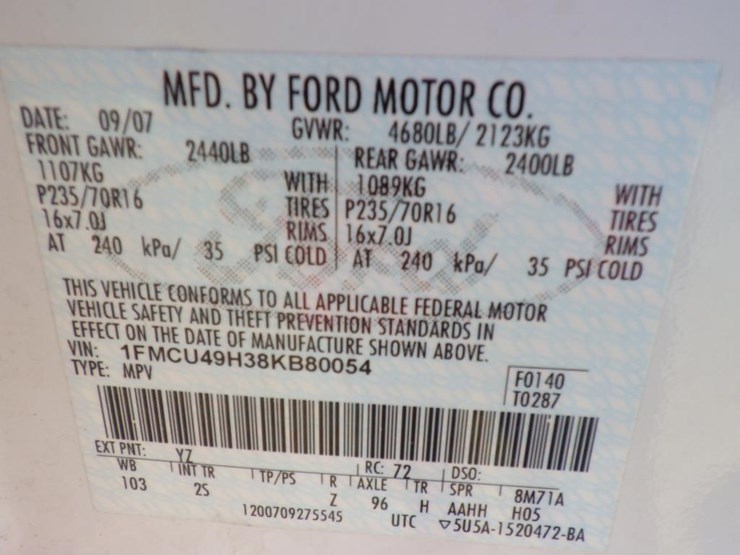 MFD. BY FORD MOTOR CO.
DATE: 09/07 GVWR: 4680LB/ 2123KG
FRONT GAWR: 2440LB REAR GAWR: 2400LB
1107KG WITH 1089KG WITH
P235/70R16 TIRES P235/70R16 TIRES
16x7.0J RIMS 16x7.0J RIMS
AT 240 kPa/ 35 PSI COLD AT 240 kPa/ 35 PSI COLD
THIS VEHICLE CONFORMS TO ALL APPLICABLE FEDERAL MOTOR
VEHICLE SAFETY AND THEFT PREVENTION STANDARDS IN
EFFECT ON THE DATE OF MANUFACTURE SHOWN ABOVE.
VIN: 1FMCU49H38KB80054
TYPE: MPV
F0140
T0287
EXT PNT: YZ RC: 72 DSO:
WB INT TR TP/PS R AXLE TR SPR 8M71A
103 2S Z 96 H AAHH H05
1200709275545 UTC ▽5U5A-1520472-BA
Ford